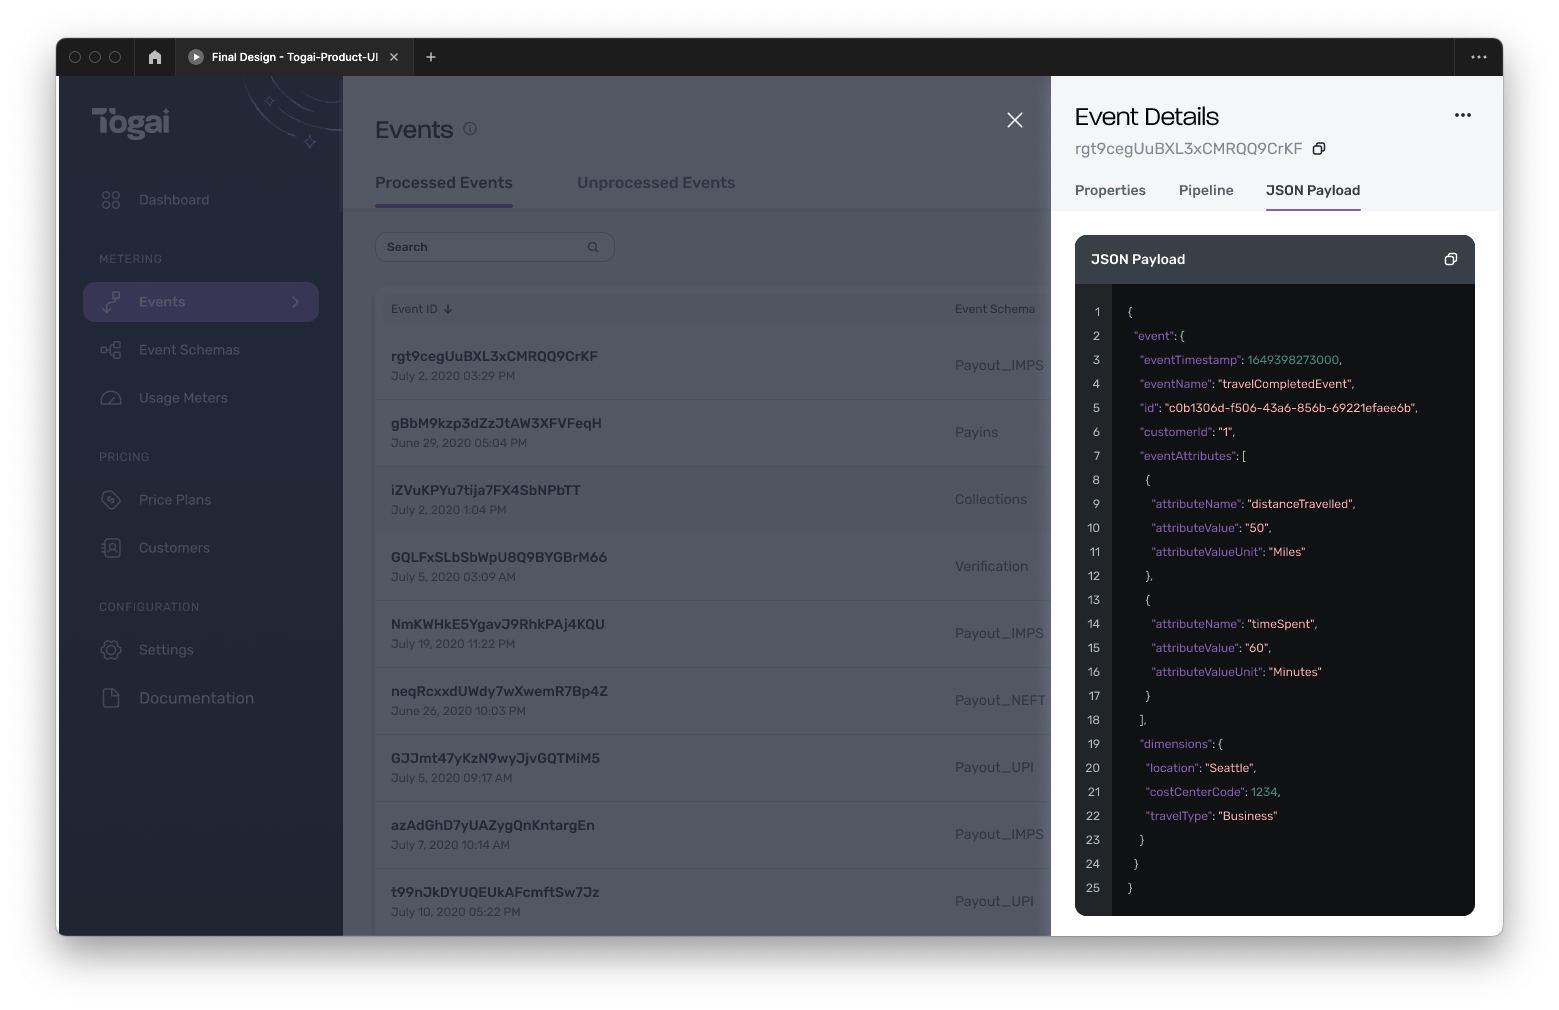 Final Design - Togai-Product-UI
Togai
Dashboard
METERING
Events
Event Schemas
Usage Meters
PRICING
Price Plans
Customers
CONFIGURATION
Settings
Documentation
Events
Processed Events
Unprocessed Events
Search
Event ID
Event Schema
rgt9cegUuBXL3xCMRQQ9CrKF
July 2, 2020 03:29 PM
Payout_IMPS
gBbM9kzp3dZzJtAW3XFVFeqH
June 29, 2020 05:04 PM
Payins
iZVuKPYu7tija7FX4SbNPbTT
July 2, 2020 1:04 PM
Collections
GQLFxSLbSbWpU8Q9BYGBrM66
July 5, 2020 03:09 AM
Verification
NmKWHkE5YgavJ9RhkPAj4KQU
July 19, 2020 11:22 PM
Payout_IMPS
neqRcxxdUWdy7wXwemR7Bp4Z
June 26, 2020 10:03 PM
Payout_NEFT
GJJmt47yKzN9wyJjvGQTMiM5
July 5, 2020 09:17 AM
Payout_UPI
azAdGhD7yUAZygQnKntargEn
July 7, 2020 10:14 AM
Payout_IMPS
t99nJkDYUQEUkAFcmftSw7Jz
July 10, 2020 05:22 PM
Payout_UPI
Event Details
rgt9cegUuBXL3xCMRQQ9CrKF
Properties
Pipeline
JSON Payload
JSON Payload
1 {
2 "event": {
3 "eventTimestamp": 1649398273000,
4 "eventName": "travelCompletedEvent",
5 "id": "c0b1306d-f506-43a6-856b-69221efaee6b",
6 "customerId": "1",
7 "eventAttributes": [
8 {
9 "attributeName": "distanceTravelled",
10 "attributeValue": "50",
11 "attributeValueUnit": "Miles"
12 },
13 {
14 "attributeName": "timeSpent",
15 "attributeValue": "60",
16 "attributeValueUnit": "Minutes"
17 }
18 ],
19 "dimensions": {
20 "location": "Seattle",
21 "costCenterCode": 1234,
22 "travelType": "Business"
23 }
24 }
25 }